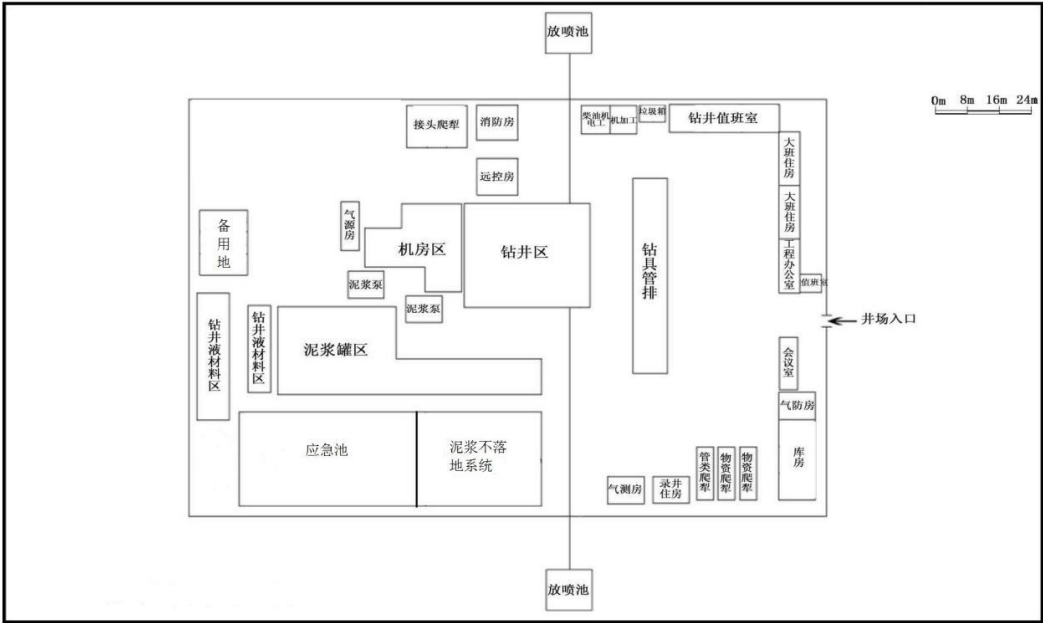 放喷池
0m 8m 16m 24m
接头爬犁
消防房
柴油机
电工
机加工
垃圾箱
钻井值班室
大班住房
远控房
气源房
机房区
钻井区
钻具管排
大班住房
备用地
工程办公室
值班室
泥浆泵
泥浆泵
井场入口
钻井液材料区
钻井液材料区
泥浆罐区
会议室
气防房
应急池
泥浆不落
地系统
库房
管类爬犁
物资爬犁
物资爬犁
气测房
录井
住房
放喷池